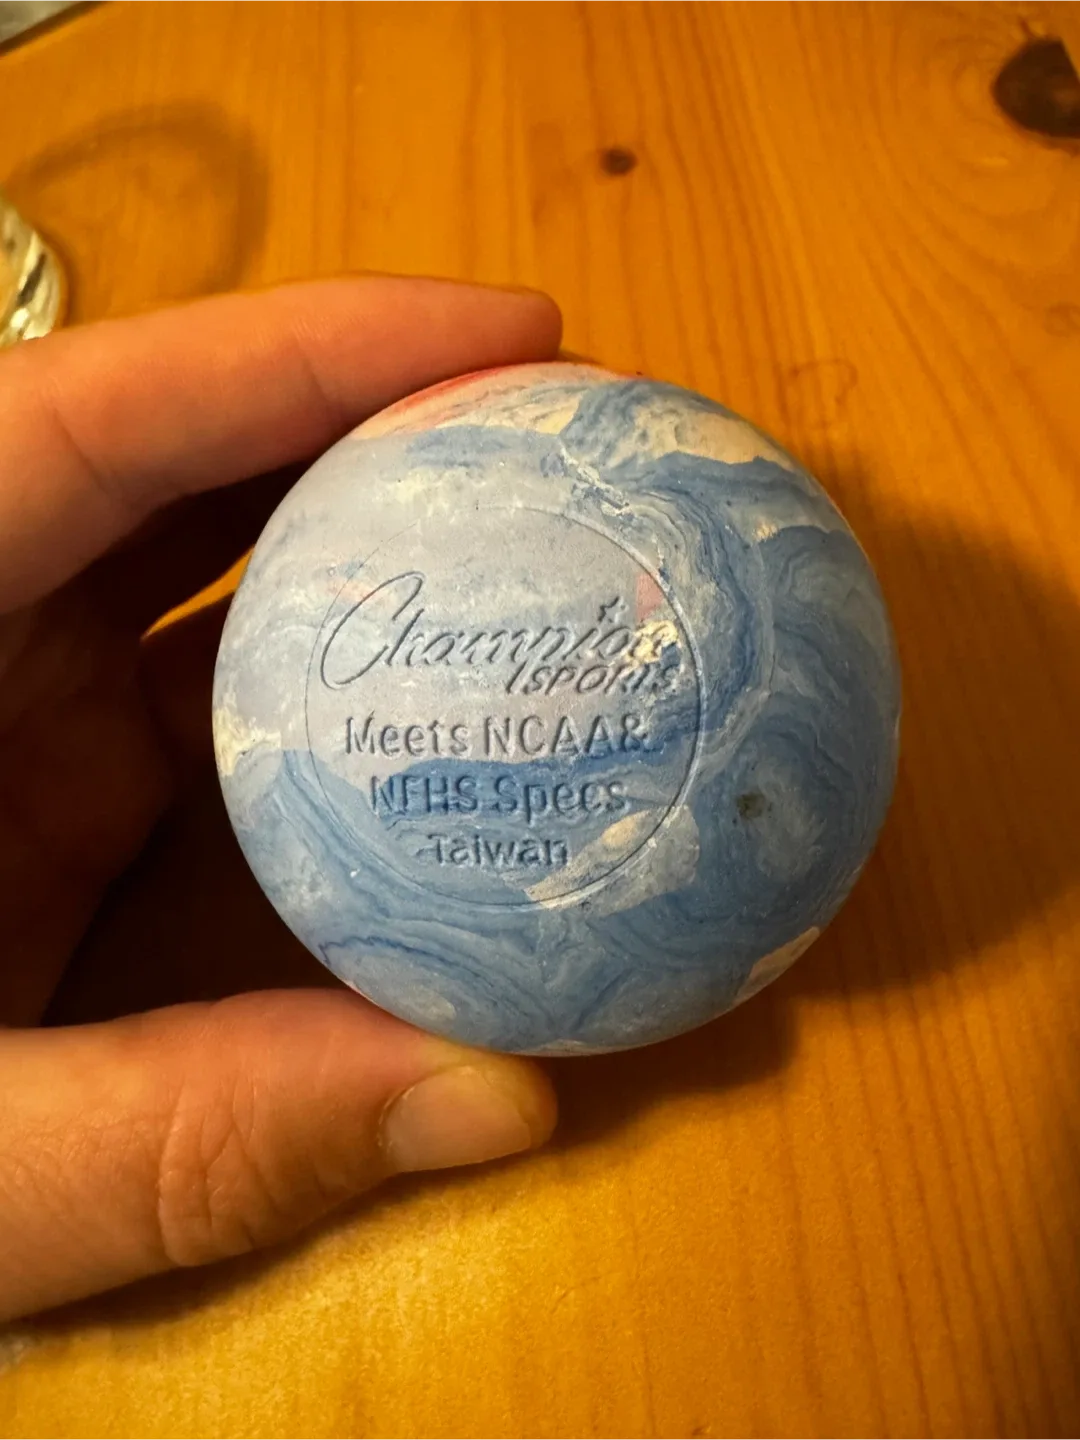 Champion
SPORTS
Meets NCAA&
NFHS Specs
Taiwan